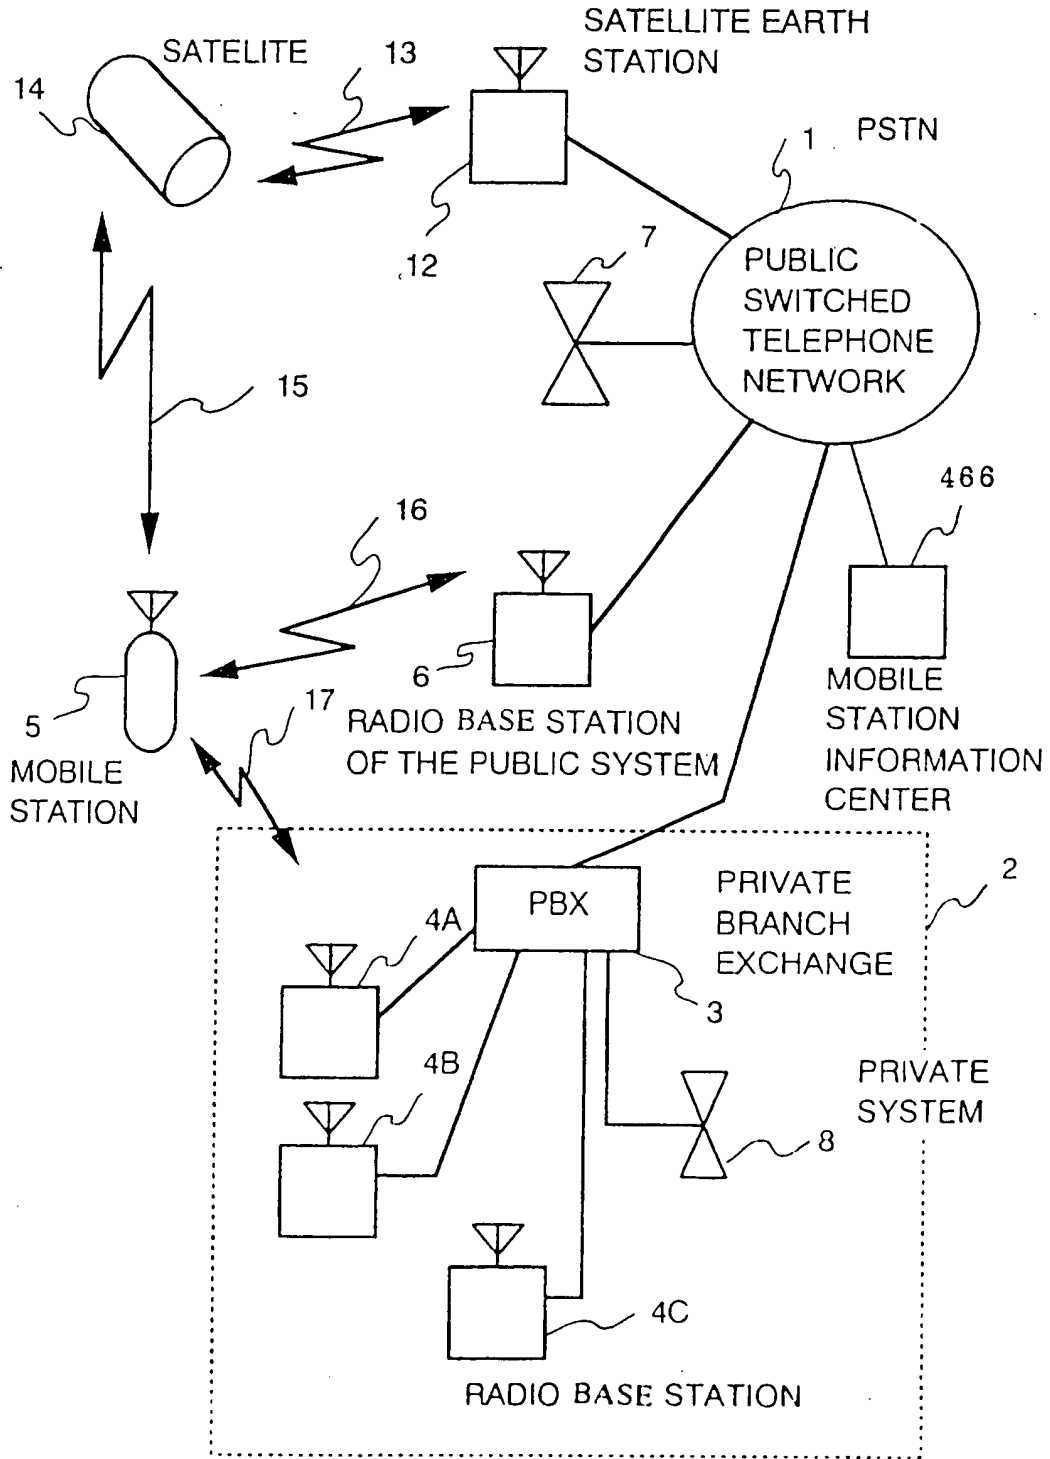 SATELLITE EARTH
STATION
SATELITE
13
14
1
PSTN
12
7
PUBLIC
SWITCHED
TELEPHONE
NETWORK
15
466
16
6
5
17
MOBILE
STATION
RADIO BASE STATION
OF THE PUBLIC SYSTEM
MOBILE
STATION
INFORMATION
CENTER
2
PBX
PRIVATE
BRANCH
EXCHANGE
4A
3
4B
PRIVATE
SYSTEM
8
4C
RADIO BASE STATION